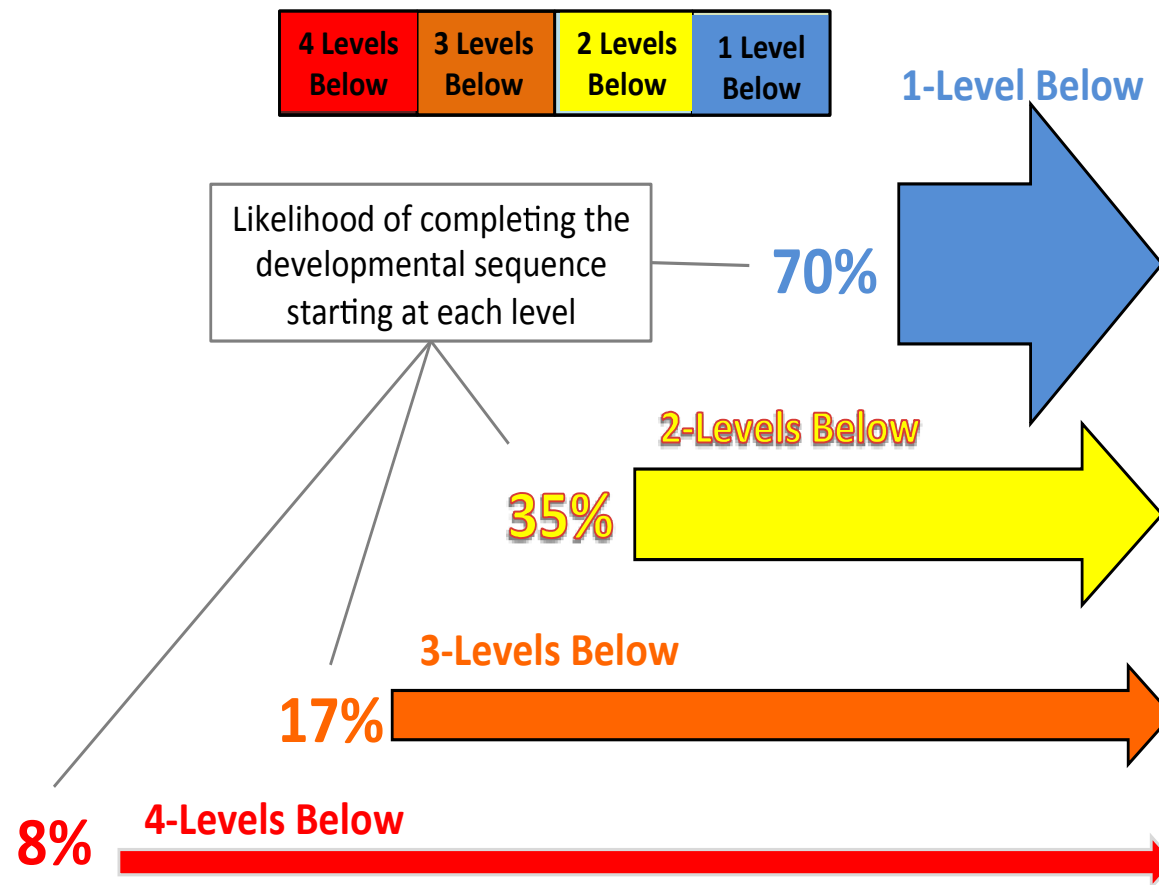 4 Levels Below
3 Levels Below
2 Levels Below
1 Level Below
1-Level Below
Likelihood of completing the
developmental sequence
starting at each level
70%
2-Levels Below
35%
3-Levels Below
17%
4-Levels Below
8%